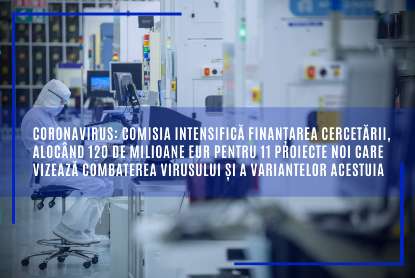 CORONAVIRUS: COMISIA INTENSIFICĂ FINANȚAREA CERCETĂRII,
ALOCÂND 120 DE MILIOANE EUR PENTRU 11 PROIECTE NOI CARE
VIZEAZĂ COMBATEREA VIRUSULUI ȘI A VARIANTELOR ACESTUIA